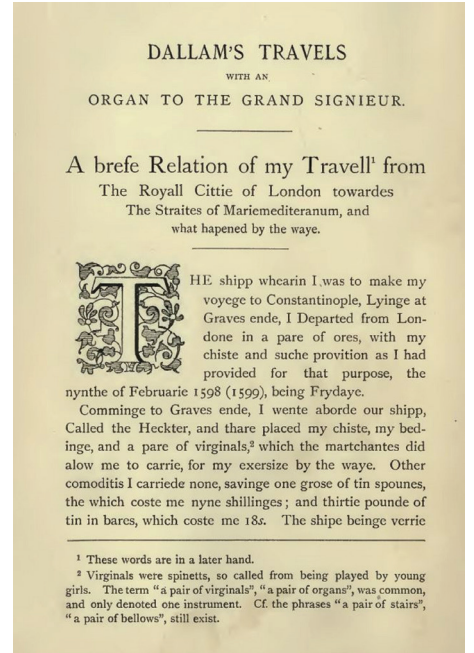 DALLAM'S TRAVELS
WITH AN
ORGAN TO THE GRAND SIGNIEUR.
A brefe Relation of my Travell¹ from
The Royall Cittie of London towardes
The Straites of Mariemediteranum, and
what hapened by the waye.
THE shipp whearin I was to make my
voyege to Constantinople, Lyinge at
Graves ende, I Departed from Lon-
done in a pare of ores, with my
chiste and suche provition as I had
provided for that purpose, the
nynthe of Februarie 1598 (1599), being Frydaye.
Comminge to Graves ende, I wente aborde our shipp,
Called the Heckter, and thare placed my chiste, my bed-
inge, and a pare of virginals,² which the martchantes did
alow me to carrie, for my exersize by the waye. Other
comoditis I carriede none, savinge one grose of tin spounes,
the which coste me nyne shillinges; and thirtie pounde of
tin in bares, which coste me 18s. The shipe beinge verrie
¹ These words are in a later hand.
² Virginals were spinetts, so called from being played by young
girls. The term "a pair of virginals", "a pair of organs", was common,
and only denoted one instrument. Cf. the phrases "a pair of stairs",
"a pair of bellows", still exist.